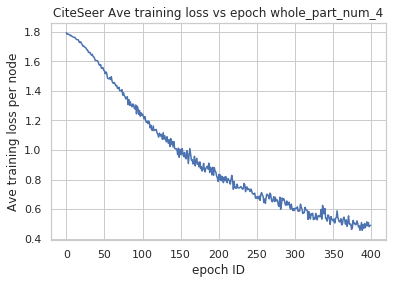 CiteSeer Ave training loss vs epoch whole_part_num_4
Ave training loss per node
1.8
1.6
1.4
1.2
1.0
0.8
0.6
0.4
0 50 100 150 200 250 300 350 400
epoch ID